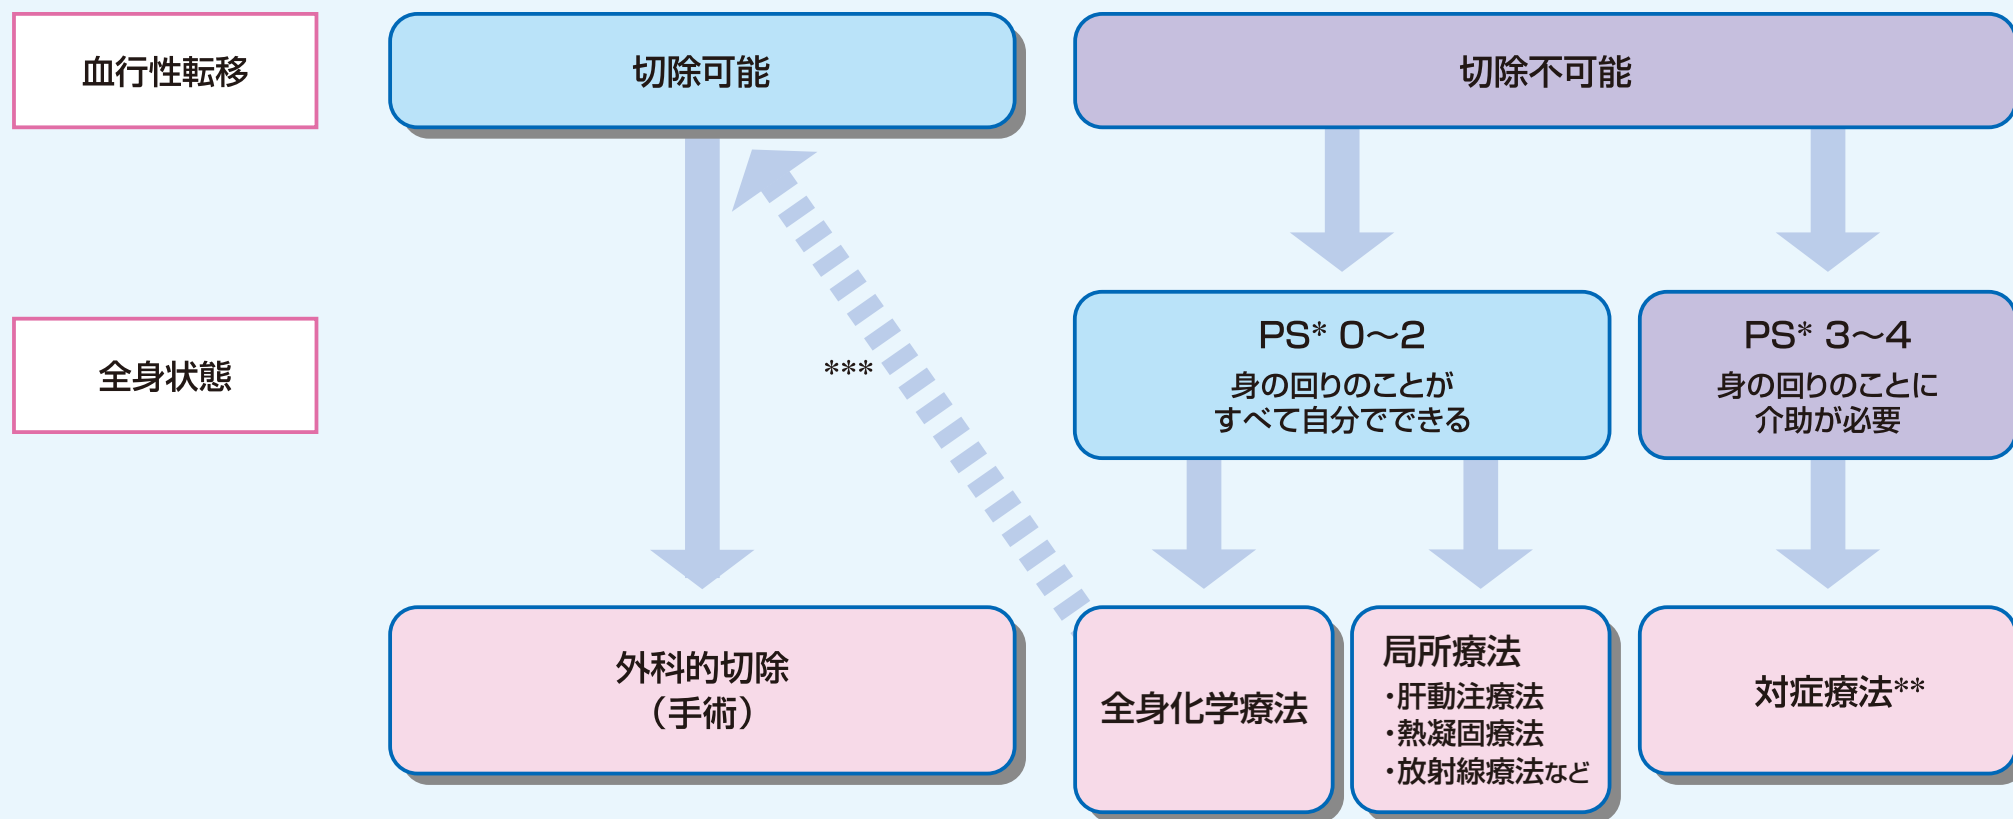 血行性転移
切除可能
切除不可能
全身状態
***
PS* 0〜2
身の回りのことが
すべて自分でできる
PS* 3〜4
身の回りのことに
介助が必要
外科的切除
（手術）
全身化学療法
局所療法
・肝動注療法
・熱凝固療法
・放射線療法など
対症療法**